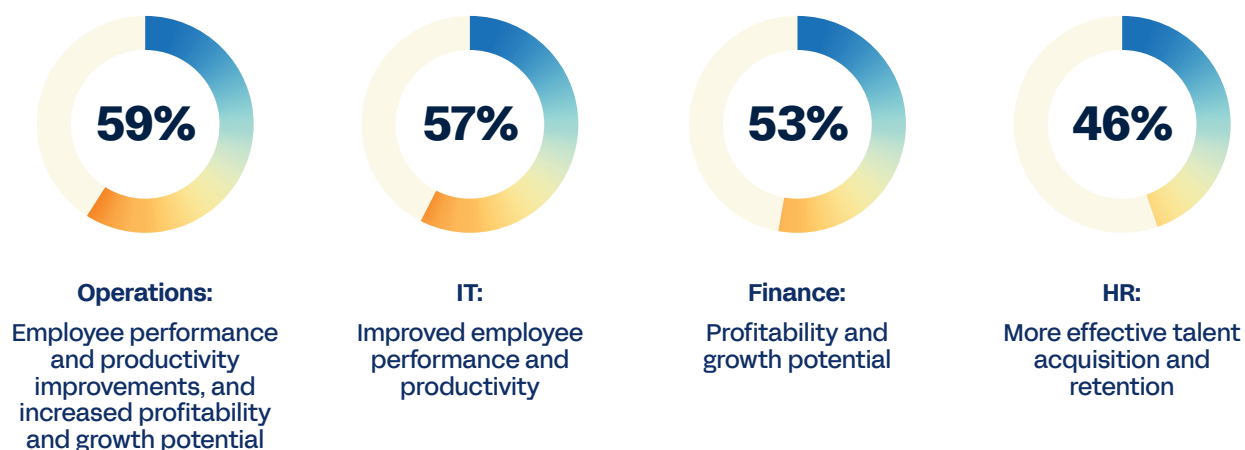 59%
Operations:
Employee performance
and productivity
improvements, and
increased profitability
and growth potential
57%
IT:
Improved employee
performance and
productivity
53%
Finance:
Profitability and
growth potential
46%
HR:
More effective talent
acquisition and
retention